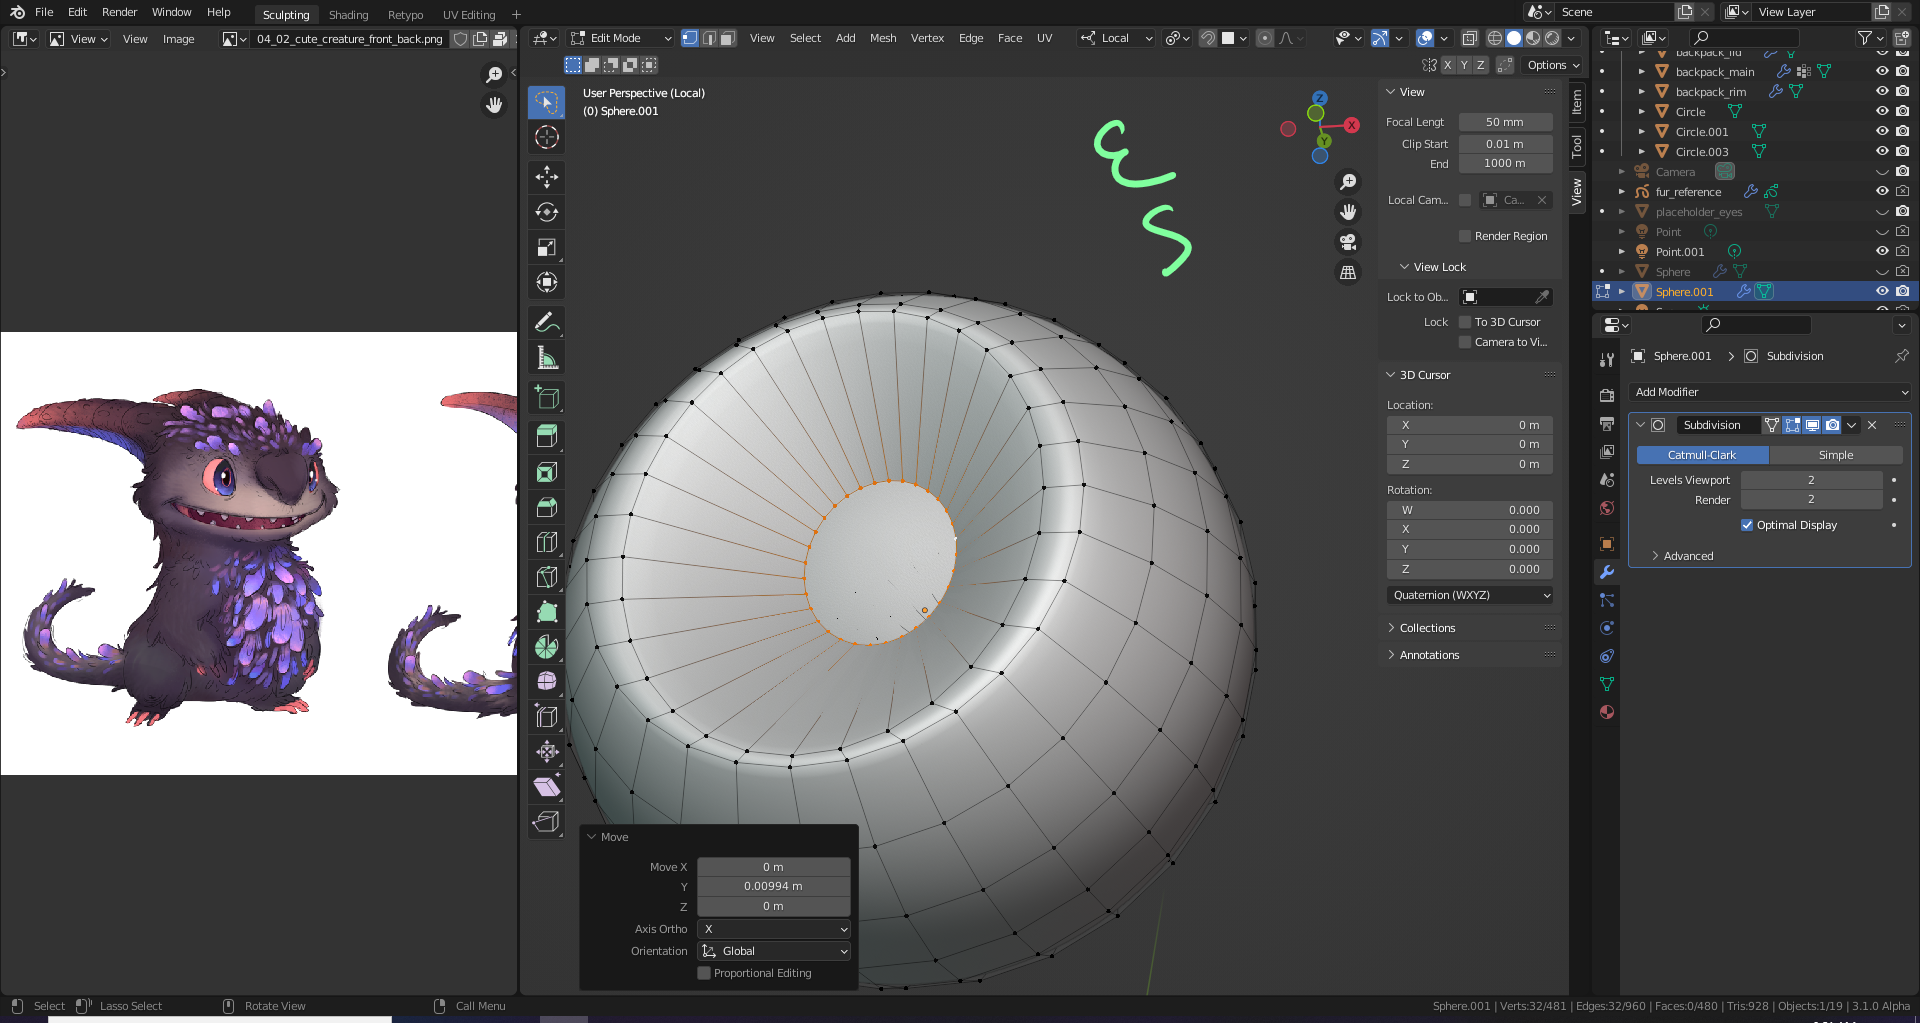 File Edit Render Window Help Sculpting Shading Retypo UV Editing + Scene View Layer
View View Image 04_02_cute_creature_front_back.png Edit Mode View Select Add Mesh Vertex Edge Face UV Local
X Y Z Options
User Perspective (Local)
(0) Sphere.001
E
S
Z
X
Y
View
Focal Lengt 50 mm
Clip Start 0.01 m
End 1000 m
Local Cam... Ca...
Render Region
View Lock
Lock to Ob...
Lock To 3D Cursor
Camera to Vi...
3D Cursor
Location:
X 0 m
Y 0 m
Z 0 m
Rotation:
W 0.000
X 0.000
Y 0.000
Z 0.000
Quaternion (WXYZ)
Collections
Annotations
Item
Tool
View
backpack_main
backpack_rim
Circle
Circle.001
Circle.003
Camera
fur_reference
placeholder_eyes
Point
Point.001
Sphere
Sphere.001
Sphere.001 > Subdivision
Add Modifier
Subdivision
Catmull-Clark Simple
Levels Viewport 2
Render 2
Optimal Display
Advanced
Move
Move X 0 m
Y 0.00994 m
Z 0 m
Axis Ortho X
Orientation Global
Proportional Editing
Select Lasso Select Rotate View Call Menu Sphere.001 | Verts:32/481 | Edges:32/960 | Faces:0/480 | Tris:928 | Objects:1/19 | 3.1.0 Alpha